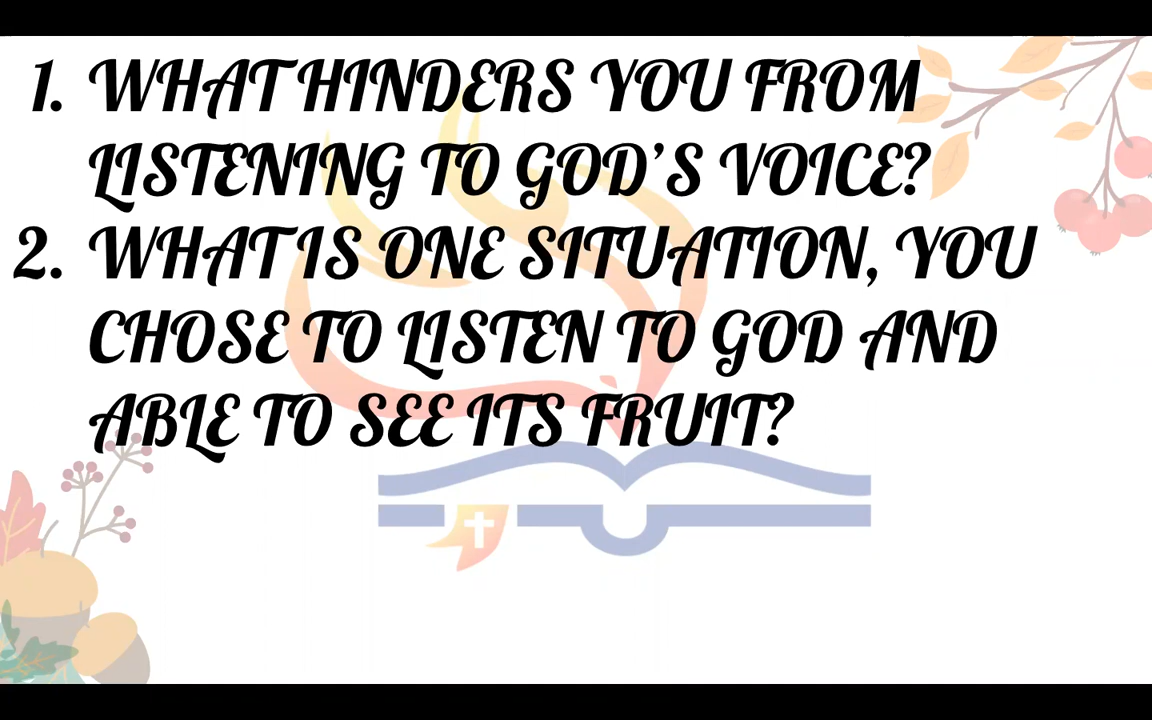 1. WHAT HINDERS YOU FROM
LISTENING TO GOD'S VOICE?
2. WHAT IS ONE SITUATION, YOU
CHOSE TO LISTEN TO GOD AND
ABLE TO SEE ITS FRUIT?